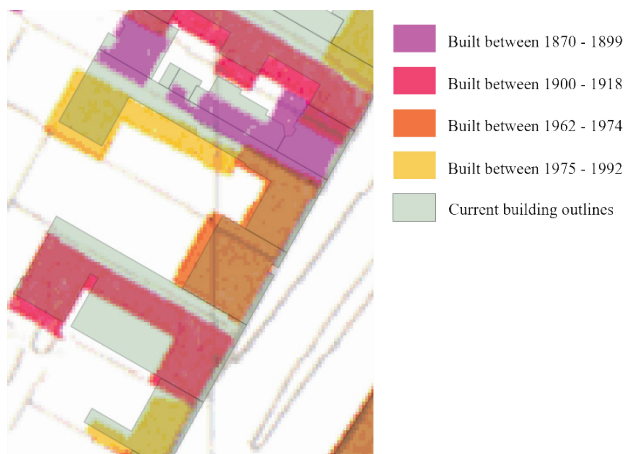 Built between 1870 - 1899
Built between 1900 - 1918
Built between 1962 - 1974
Built between 1975 - 1992
Current building outlines